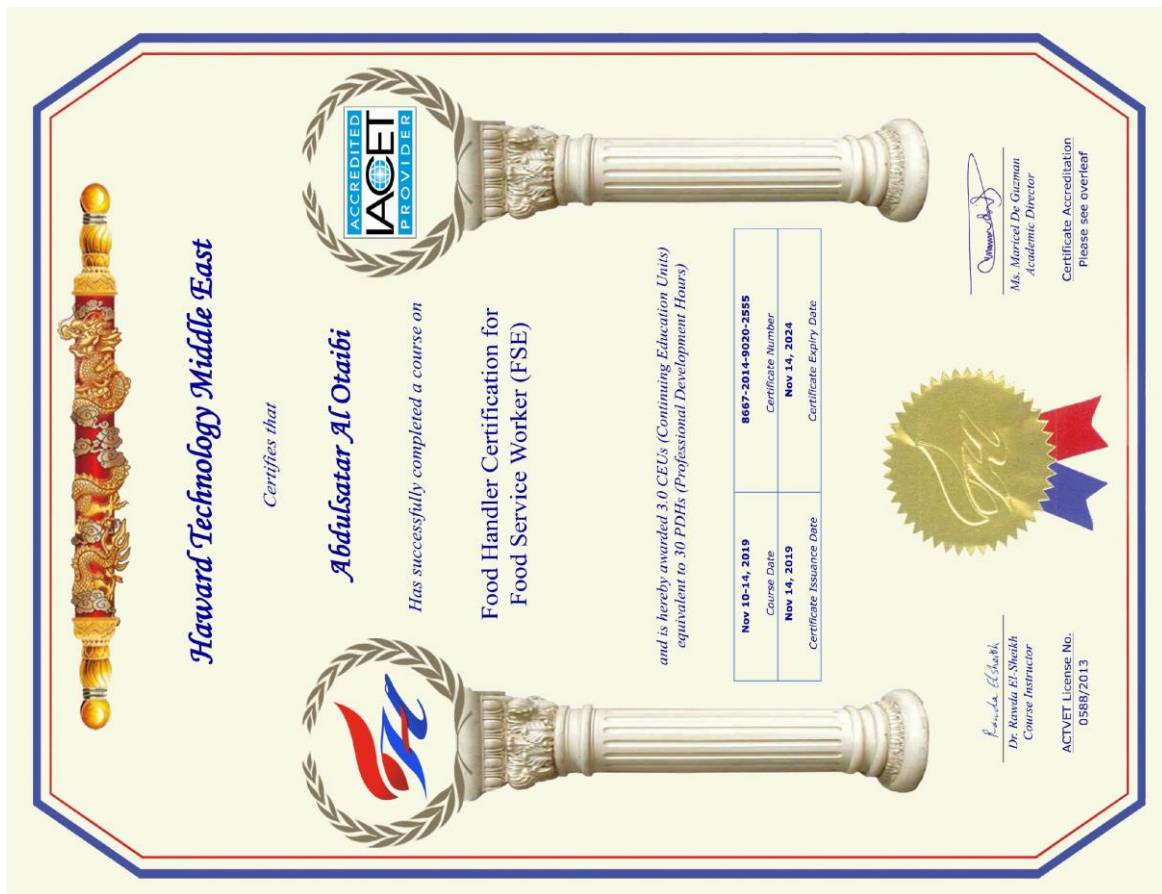 Haward Technology Middle East
Certifies that
Abdulsatar Al Otaibi
Has successfully completed a course on
Food Handler Certification for
Food Service Worker (FSE)
and is hereby awarded 3.0 CEUs (Continuing Education Units)
equivalent to 30 PDHs (Professional Development Hours)
ACCREDITED
IACET
PROVIDER
Nov 10-14, 2019
Course Date
8667-2014-9020-2555
Certificate Number
Nov 14, 2019
Certificate Issuance Date
Nov 14, 2024
Certificate Expiry Date
Rawda ElSheikh
Dr. Rawda El-Sheikh
Course Instructor
Ms. Maricel De Guzman
Academic Director
ACTVET License No.
0588/2013
Certificate Accreditation
Please see overleaf